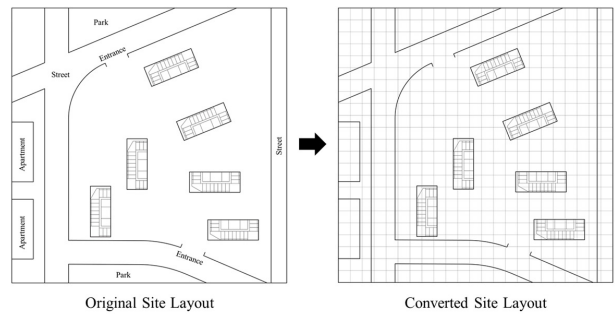 Park
Entrance
Street
Apartment
Street
Apartment
Entrance
Park
Original Site Layout
Converted Site Layout